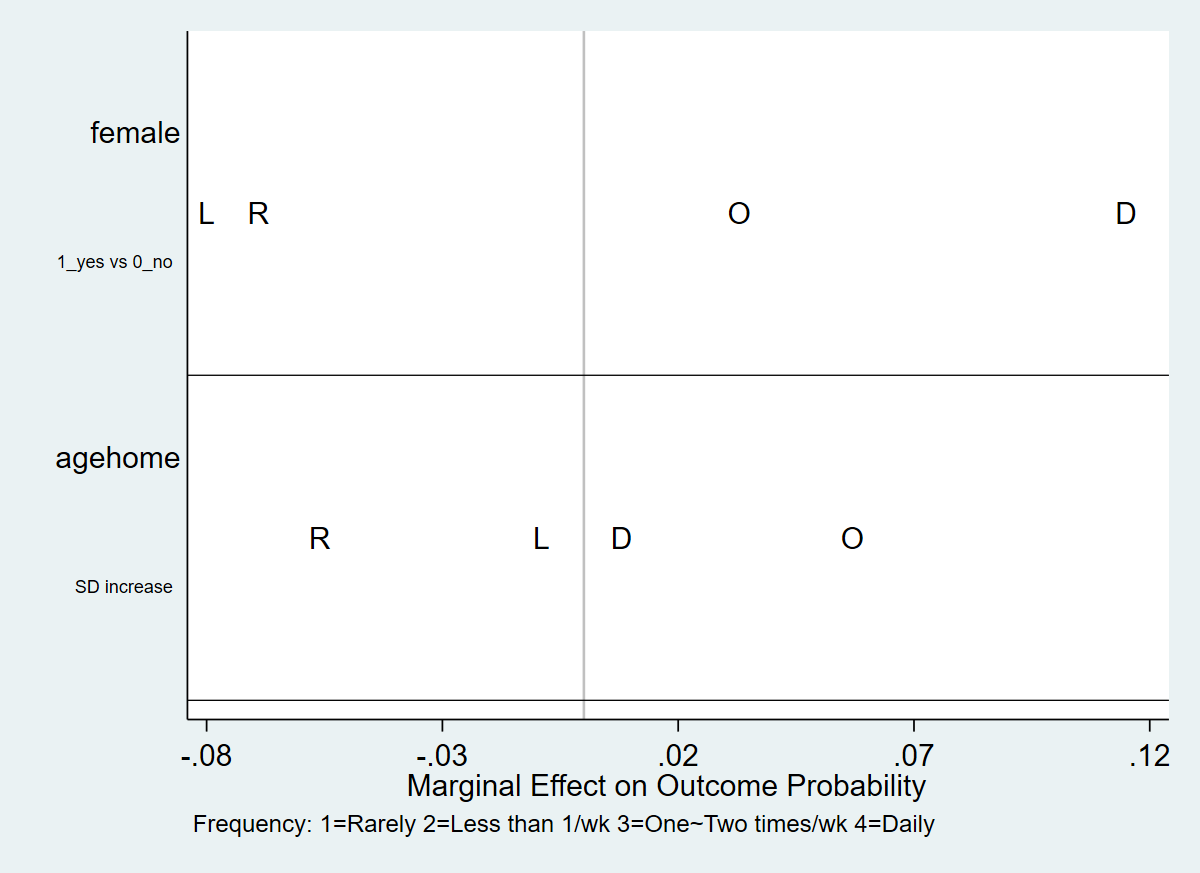 female
L R O D
1_yes vs 0_no
agehome
R L D O
SD increase
-.08 -.03 .02 .07 .12
Marginal Effect on Outcome Probability
Frequency: 1=Rarely 2=Less than 1/wk 3=One~Two times/wk 4=Daily